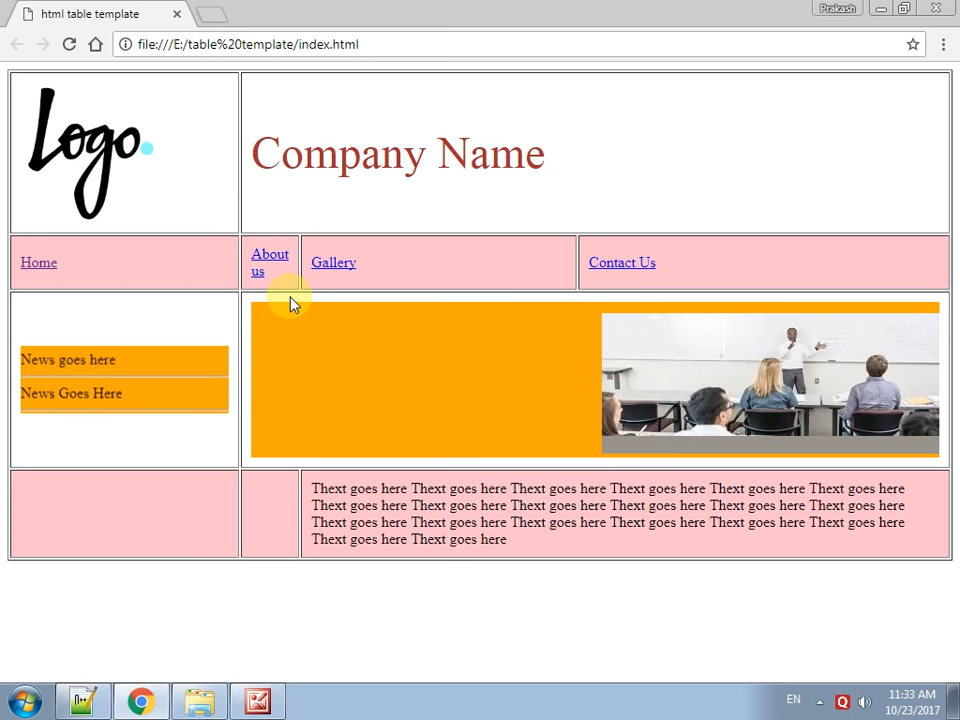 html table template
Prakash
file:///E:/table%20template/index.html
Logo.
Company Name
Home
About
us
Gallery
Contact Us
News goes here
News Goes Here
Thext goes here Thext goes here Thext goes here Thext goes here Thext goes here Thext goes here
Thext goes here Thext goes here Thext goes here Thext goes here Thext goes here Thext goes here
Thext goes here Thext goes here Thext goes here Thext goes here Thext goes here Thext goes here
Thext goes here Thext goes here
EN
Q
11:33 AM
10/23/2017